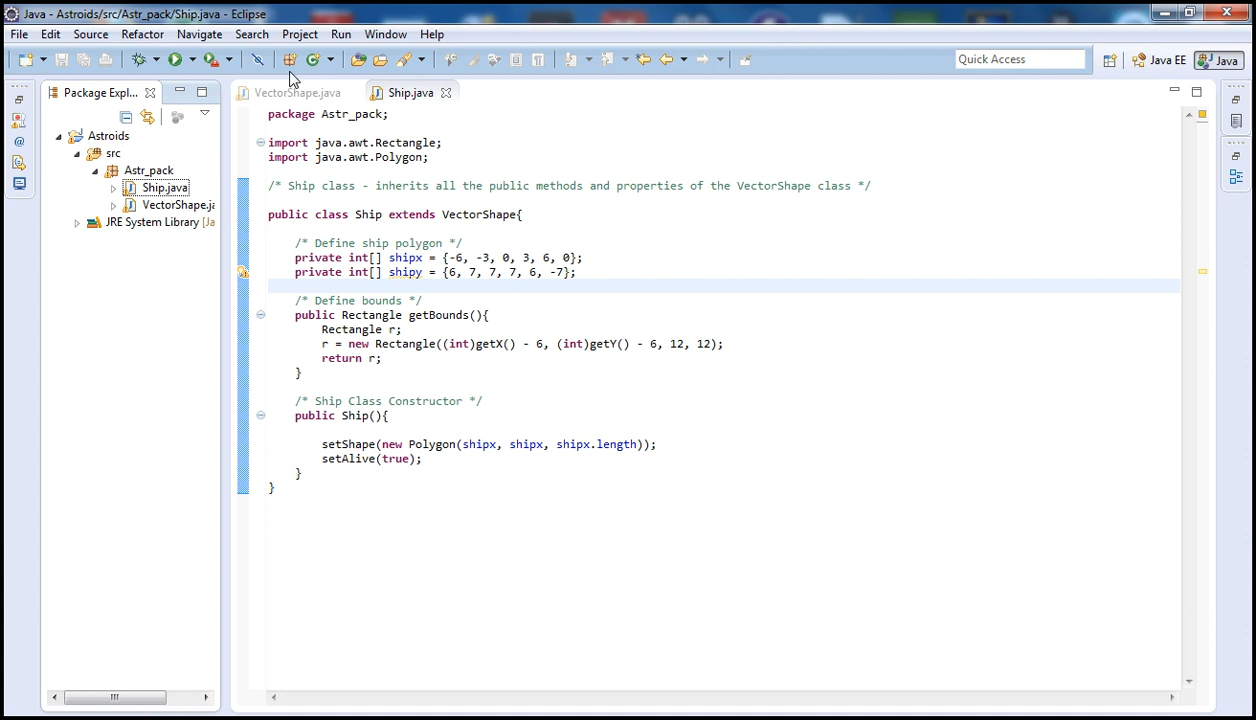 Java - Astroids/src/Astr_pack/Ship.java - Eclipse
File Edit Source Refactor Navigate Search Project Run Window Help
Quick Access
Java EE
Java
Package Expl...
VectorShape.java
Ship.java
Astroids
src
Astr_pack
Ship.java
VectorShape.ja
JRE System Library [Ja
package Astr_pack;
import java.awt.Rectangle;
import java.awt.Polygon;
/* Ship class - inherits all the public methods and properties of the VectorShape class */
public class Ship extends VectorShape{
/* Define ship polygon */
private int[] shipx = {-6, -3, 0, 3, 6, 0};
private int[] shipy = {6, 7, 7, 7, 6, -7};
/* Define bounds */
public Rectangle getBounds(){
Rectangle r;
r = new Rectangle((int)getX() - 6, (int)getY() - 6, 12, 12);
return r;
}
/* Ship Class Constructor */
public Ship(){
setShape(new Polygon(shipx, shipx, shipx.length));
setAlive(true);
}
}